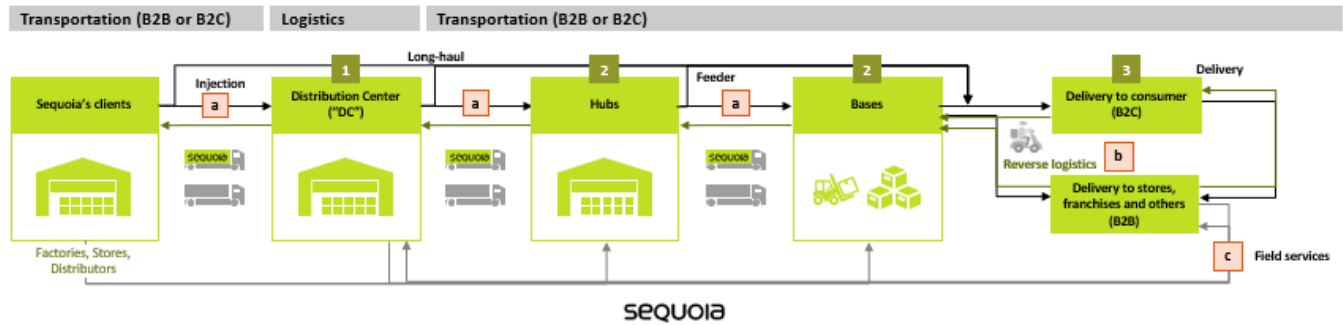 Transportation (B2B or B2C)
Logistics
Transportation (B2B or B2C)
Long-haul
1
2
2
3
Injection
Feeder
Delivery
Sequoia's clients
a
Distribution Center
("DC")
a
Hubs
a
Bases
Delivery to consumer
(B2C)
SEQUOIA
SEQUOIA
SEQUOIA
Reverse logistics
b
Delivery to stores,
franchises and others
(B2B)
Factories, Stores,
Distributors
c
Field services
SEQUOIA